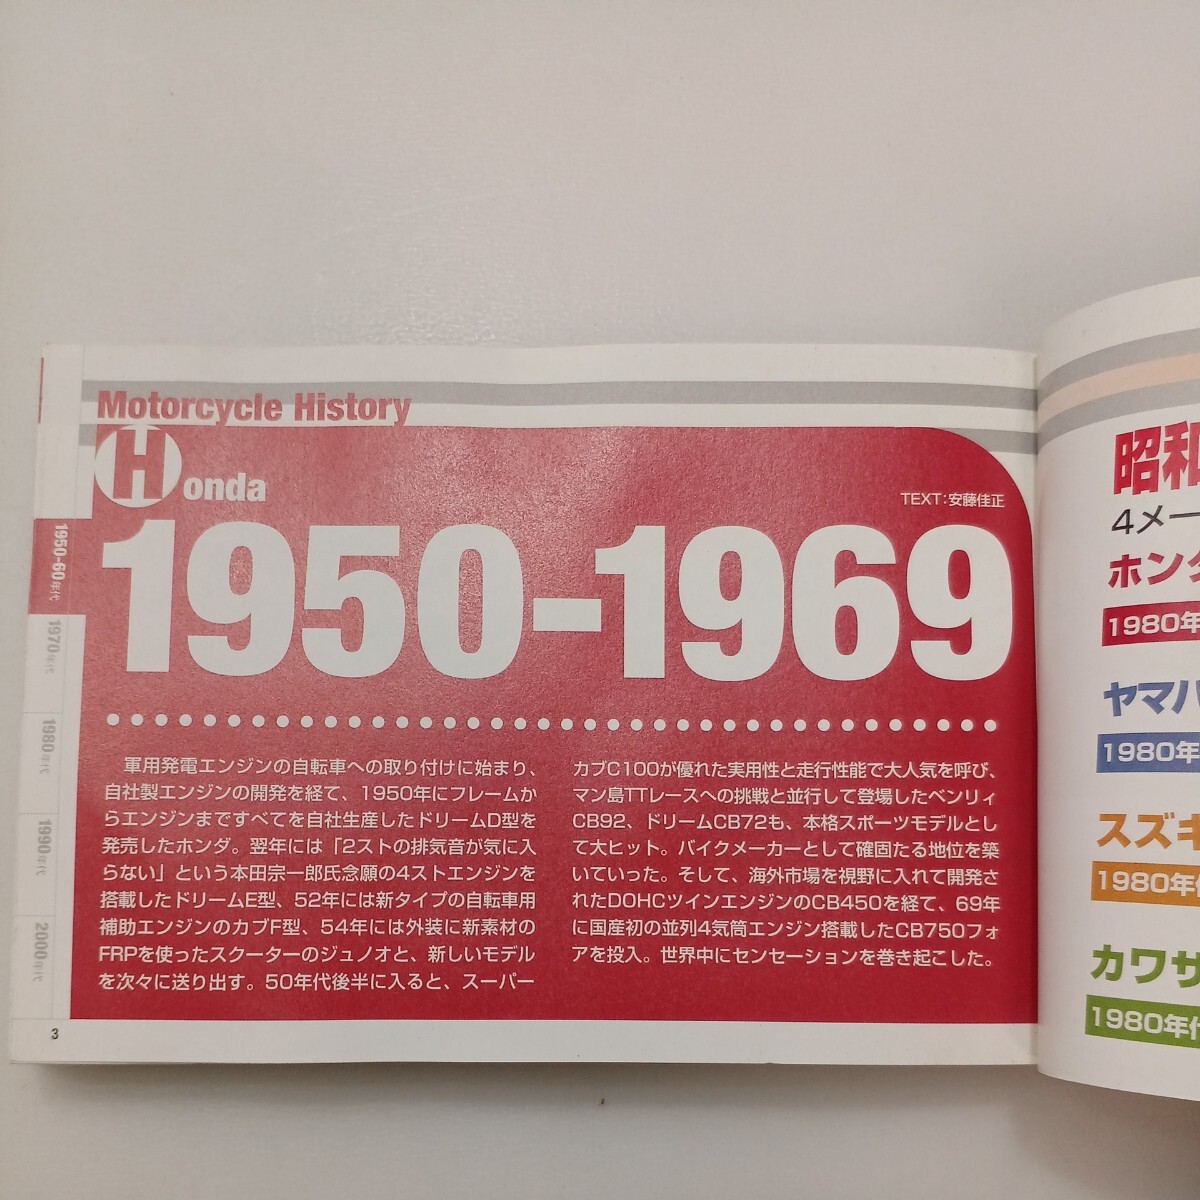 Motorcycle History
Honda
TEXT:安藤佳正
1950-1969
軍用発電エンジンの自転車への取り付けに始まり、
自社製エンジンの開発を経て、1950年にフレームか
らエンジンまですべてを自社生産したドリームD型を
発売したホンダ。翌年には「2ストの排気音が気に入
らない」という本田宗一郎氏念願の4ストエンジンを
搭載したドリームE型、52年には新タイプの自転車用
補助エンジンのカブF型、54年には外装に新素材の
FRPを使ったスクーターのジュノオと、新しいモデル
を次々に送り出す。50年代後半に入ると、スーパー
カブC100が優れた実用性と走行性能で大人気を呼び、
マン島TTレースへの挑戦と並行して登場したベンリィ
CB92、ドリームCB72も、本格スポーツモデルとし
て大ヒット。バイクメーカーとして確固たる地位を築
いていった。そして、海外市場を視野に入れて開発さ
れたDOHCツインエンジンのCB450を経て、69年
に国産初の並列4気筒エンジン搭載したCB750フォ
アを投入。世界中にセンセーションを巻き起こした。
1950-60年代
1970年代
1980年代
1990年代
2000年代
3
昭和
4メー
ホンダ
1980年
ヤマハ
1980年
スズキ
1980年代
カワサ
1980年代